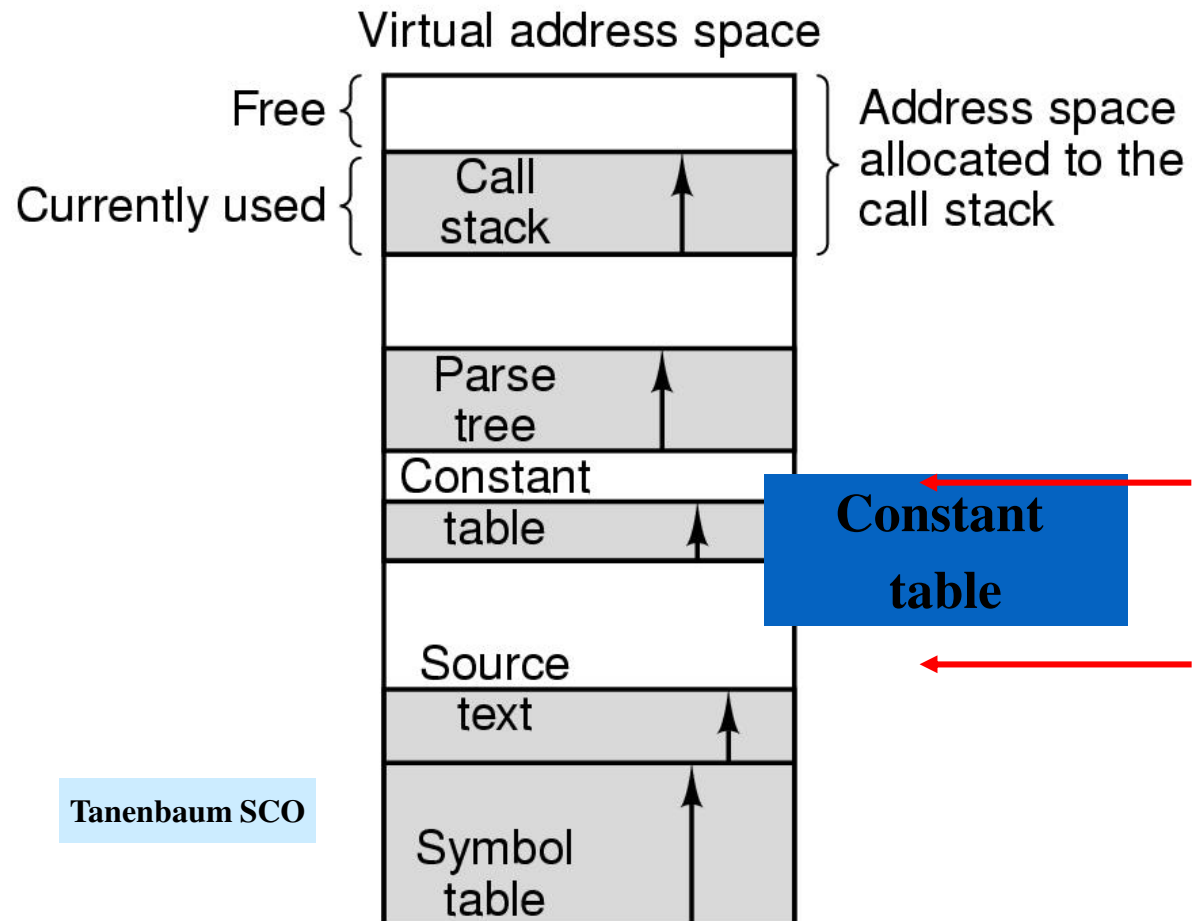 Virtual address space
Free
Currently used
Call
stack
Address space
allocated to the
call stack
Parse
tree
Constant
table
Constant
table
Source
text
Tanenbaum SCO
Symbol
table